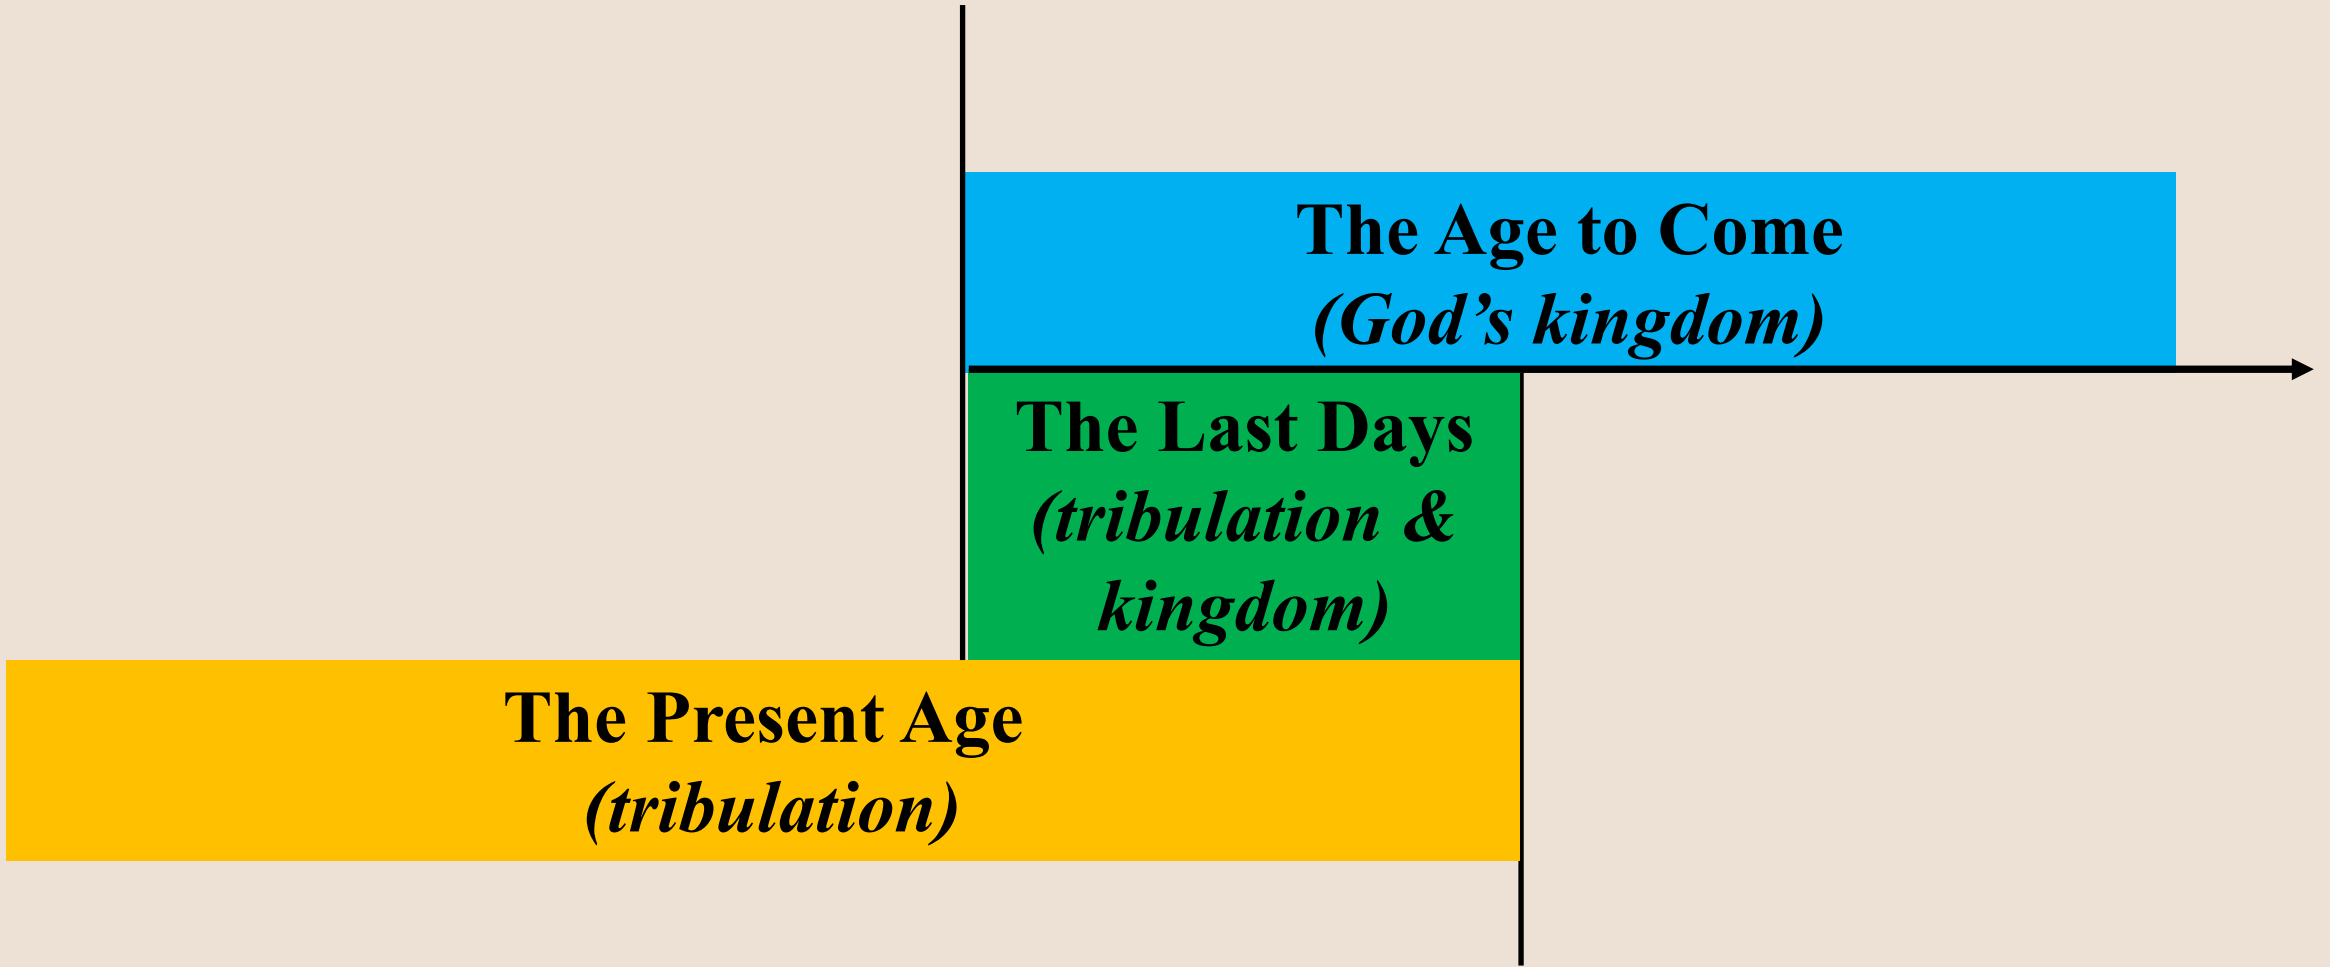 The Age to Come
(God’s kingdom)
The Last Days
(tribulation &
kingdom)
The Present Age
(tribulation)